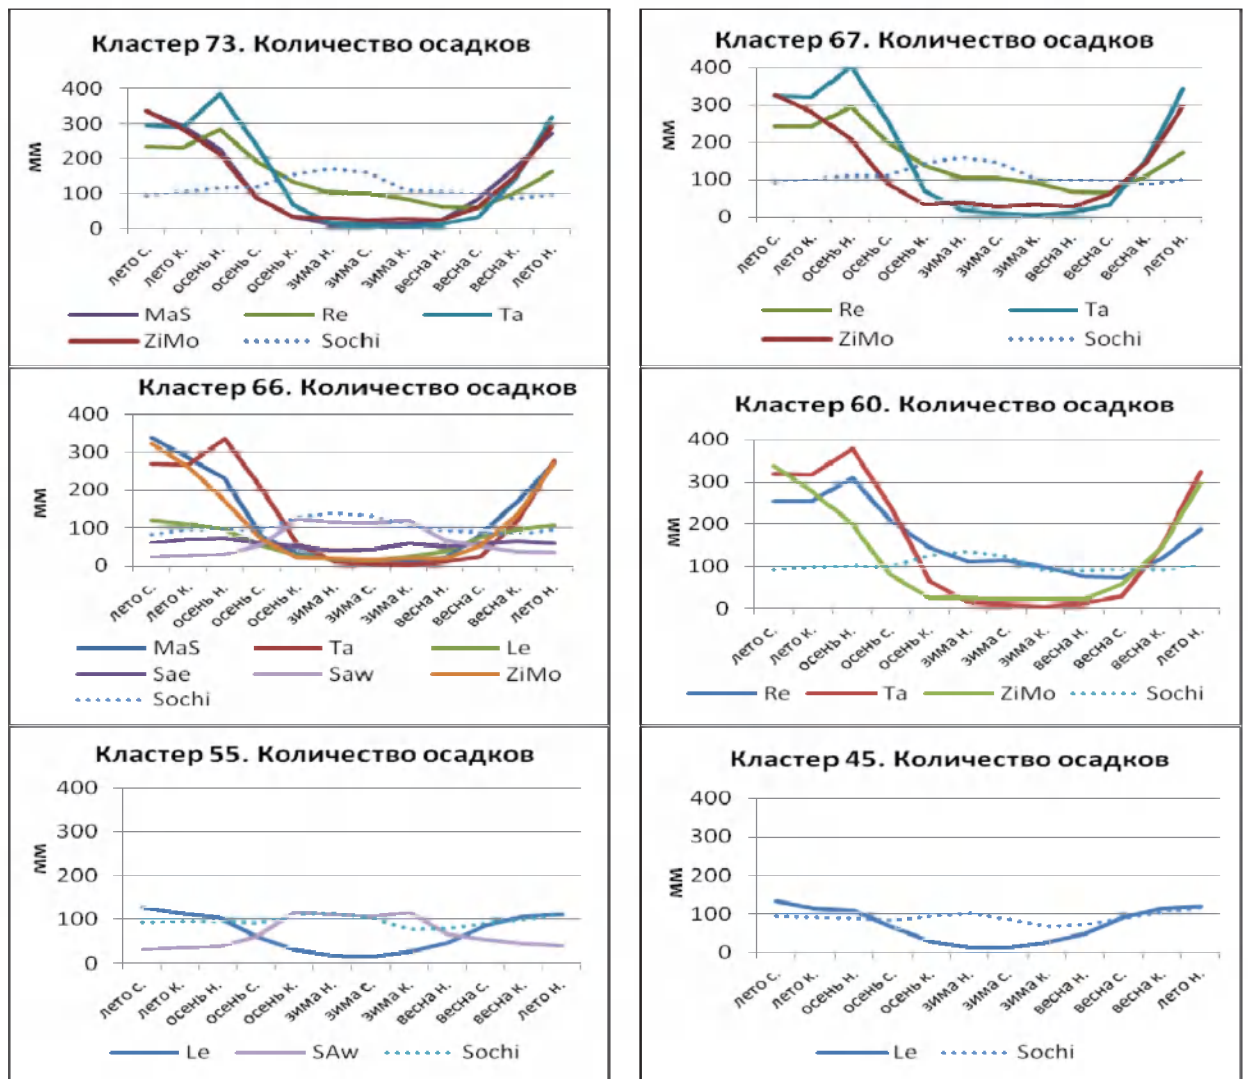 Кластер 73. Количество осадков
мм
400
300
200
100
0
лето с.
лето к.
осень н.
осень с.
осень к.
зима н.
зима с.
зима к.
весна н.
весна с.
весна к.
лето н.
MaS Re Ta
ZiMo Sochi
Кластер 67. Количество осадков
мм
400
300
200
100
0
лето с.
лето к.
осень н.
осень с.
осень к.
зима н.
зима с.
зима к.
весна н.
весна с.
весна к.
лето н.
Re Ta
ZiMo Sochi
Кластер 66. Количество осадков
мм
400
300
200
100
0
лето с.
лето к.
осень н.
осень с.
осень к.
зима н.
зима с.
зима к.
весна н.
весна с.
весна к.
лето н.
MaS Ta Le
Sae Saw ZiMo
Sochi
Кластер 60. Количество осадков
мм
400
300
200
100
0
лето с.
лето к.
осень н.
осень с.
осень к.
зима н.
зима с.
зима к.
весна н.
весна с.
весна к.
лето н.
Re Ta ZiMo Sochi
Кластер 55. Количество осадков
мм
400
300
200
100
0
лето с.
лето к.
осень н.
осень с.
осень к.
зима н.
зима с.
зима к.
весна н.
весна с.
весна к.
лето н.
Le SAw Sochi
Кластер 45. Количество осадков
мм
400
300
200
100
0
лето с.
лето к.
осень н.
осень с.
осень к.
зима н.
зима с.
зима к.
весна н.
весна с.
весна к.
лето н.
Le Sochi